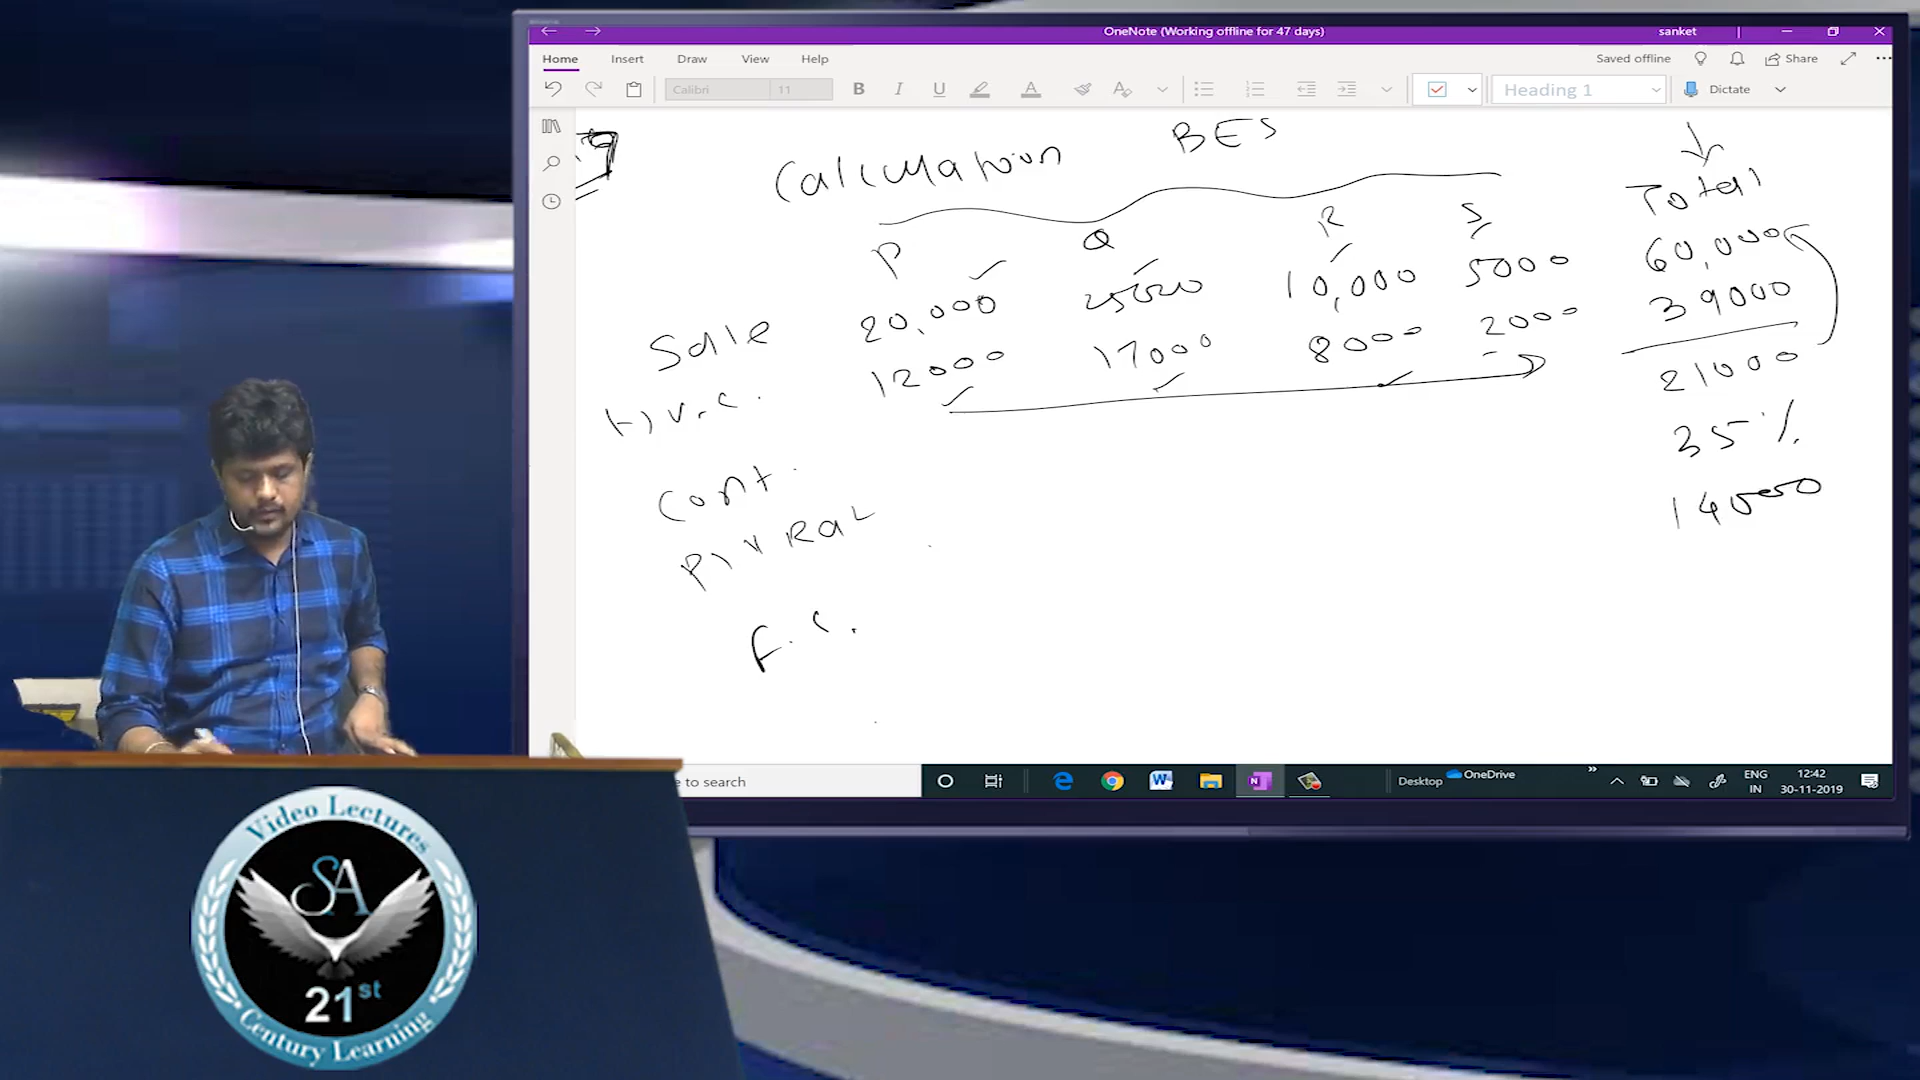 OneNote (Working offline for 47 days)
sanket
Home Insert Draw View Help
Saved offline Share
Calibri 11 B I U A Heading 1 Dictate
Calculation BES
P Q R S Total
Sale 20,000 25000 10,000 5000 60,000
(-) V.C. 12000 17000 8000 2000 39000
Cont. 21000
P/V Rat 35%
F.C. 14000
e to search
Desktop OneDrive
ENG
IN
12:42
30-11-2019
Video Lectures
SA
21st
Century Learning